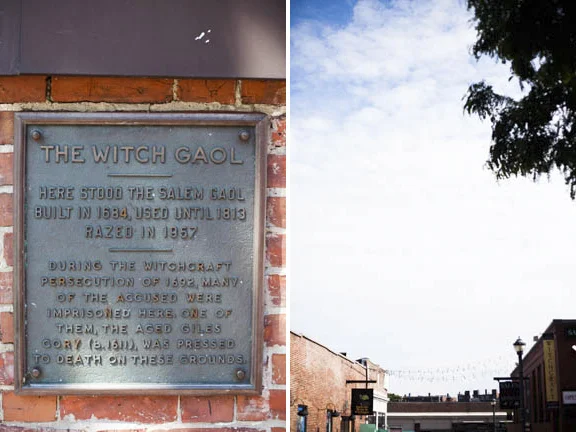 THE WITCH GAOL
HERE STOOD THE SALEM GAOL
BUILT IN 1684, USED UNTIL 1813
RAZED IN 1957
DURING THE WITCHCRAFT
PERSECUTION OF 1692, MANY
OF THE ACCUSED WERE
IMPRISONED HERE. ONE OF
THEM, THE AGED GILES
CORY (b.1611), WAS PRESSED
TO DEATH ON THESE GROUNDS.